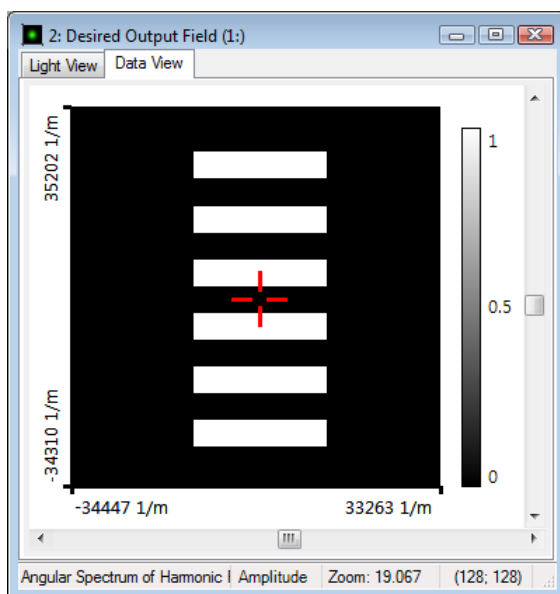 2: Desired Output Field (1:)
Light View Data View
35202 1/m
-34310 1/m
-34447 1/m 33263 1/m
1
0.5
0
Angular Spectrum of Harmonic Amplitude Zoom: 19.067 (128; 128)